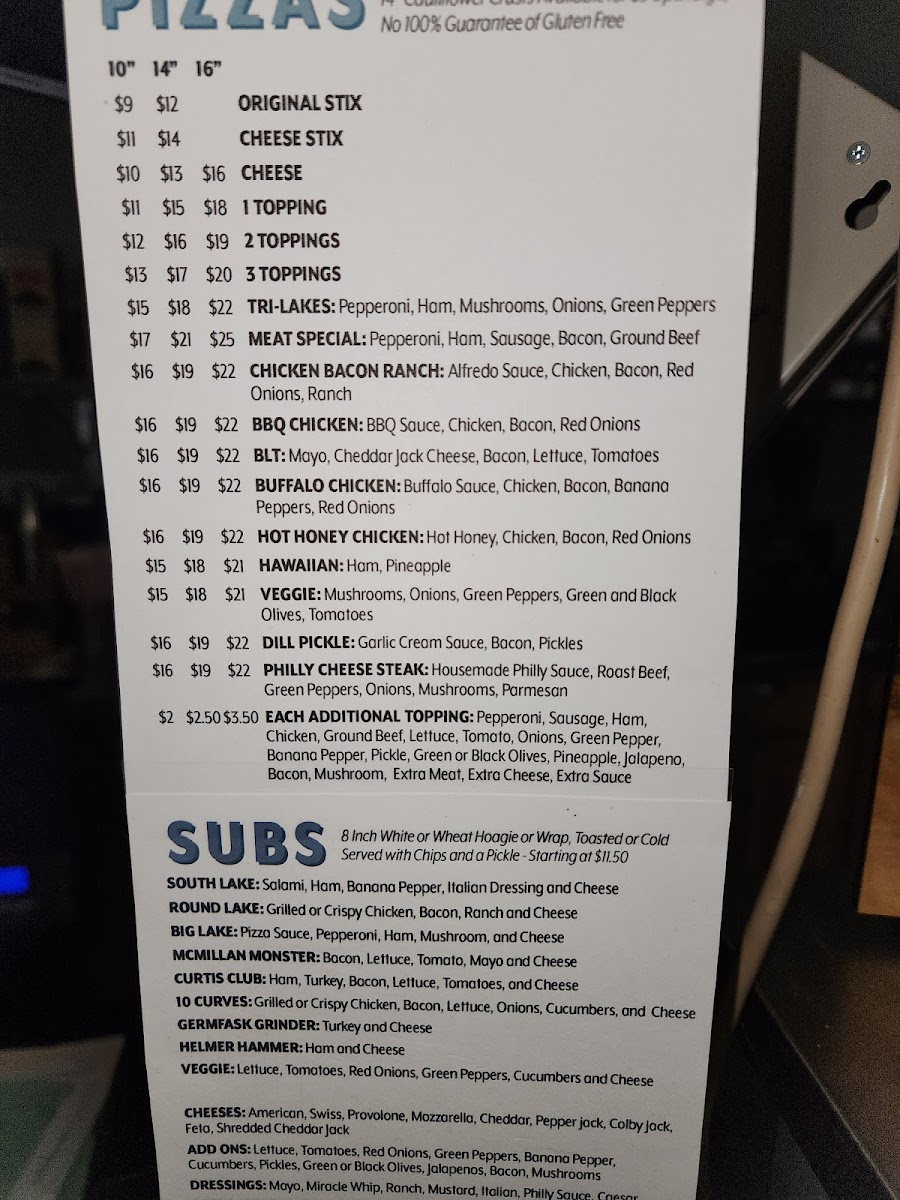 PIZZAS
No 100% Guarantee of Gluten Free
10” 14” 16”
$9 $12 ORIGINAL STIX
$11 $14 CHEESE STIX
$10 $13 $16 CHEESE
$11 $15 $18 1 TOPPING
$12 $16 $19 2 TOPPINGS
$13 $17 $20 3 TOPPINGS
$15 $18 $22 TRI-LAKES: Pepperoni, Ham, Mushrooms, Onions, Green Peppers
$17 $21 $25 MEAT SPECIAL: Pepperoni, Ham, Sausage, Bacon, Ground Beef
$16 $19 $22 CHICKEN BACON RANCH: Alfredo Sauce, Chicken, Bacon, Red
Onions, Ranch
$16 $19 $22 BBQ CHICKEN: BBQ Sauce, Chicken, Bacon, Red Onions
$16 $19 $22 BLT: Mayo, Cheddar Jack Cheese, Bacon, Lettuce, Tomatoes
$16 $19 $22 BUFFALO CHICKEN: Buffalo Sauce, Chicken, Bacon, Banana
Peppers, Red Onions
$16 $19 $22 HOT HONEY CHICKEN: Hot Honey, Chicken, Bacon, Red Onions
$15 $18 $21 HAWAIIAN: Ham, Pineapple
$15 $18 $21 VEGGIE: Mushrooms, Onions, Green Peppers, Green and Black
Olives, Tomatoes
$16 $19 $22 DILL PICKLE: Garlic Cream Sauce, Bacon, Pickles
$16 $19 $22 PHILLY CHEESE STEAK: Housemade Philly Sauce, Roast Beef,
Green Peppers, Onions, Mushrooms, Parmesan
$2 $2.50 $3.50 EACH ADDITIONAL TOPPING: Pepperoni, Sausage, Ham,
Chicken, Ground Beef, Lettuce, Tomato, Onions, Green Pepper,
Banana Pepper, Pickle, Green or Black Olives, Pineapple, Jalapeno,
Bacon, Mushroom, Extra Meat, Extra Cheese, Extra Sauce
SUBS
8 Inch White or Wheat Hoagie or Wrap, Toasted or Cold
Served with Chips and a Pickle - Starting at $11.50
SOUTH LAKE: Salami, Ham, Banana Pepper, Italian Dressing and Cheese
ROUND LAKE: Grilled or Crispy Chicken, Bacon, Ranch and Cheese
BIG LAKE: Pizza Sauce, Pepperoni, Ham, Mushroom, and Cheese
MCMILLAN MONSTER: Bacon, Lettuce, Tomato, Mayo and Cheese
CURTIS CLUB: Ham, Turkey, Bacon, Lettuce, Tomatoes, and Cheese
10 CURVES: Grilled or Crispy Chicken, Bacon, Lettuce, Onions, Cucumbers, and Cheese
GERMFASK GRINDER: Turkey and Cheese
HELMER HAMMER: Ham and Cheese
VEGGIE: Lettuce, Tomatoes, Red Onions, Green Peppers, Cucumbers and Cheese
CHEESES: American, Swiss, Provolone, Mozzarella, Cheddar, Pepper jack, Colby Jack,
Feta, Shredded Cheddar Jack
ADD ONS: Lettuce, Tomatoes, Red Onions, Green Peppers, Banana Pepper,
Cucumbers, Pickles, Green or Black Olives, Jalapenos, Bacon, Mushrooms
DRESSINGS: Mayo, Miracle Whip, Ranch, Mustard, Italian, Philly Sauce, Caesar